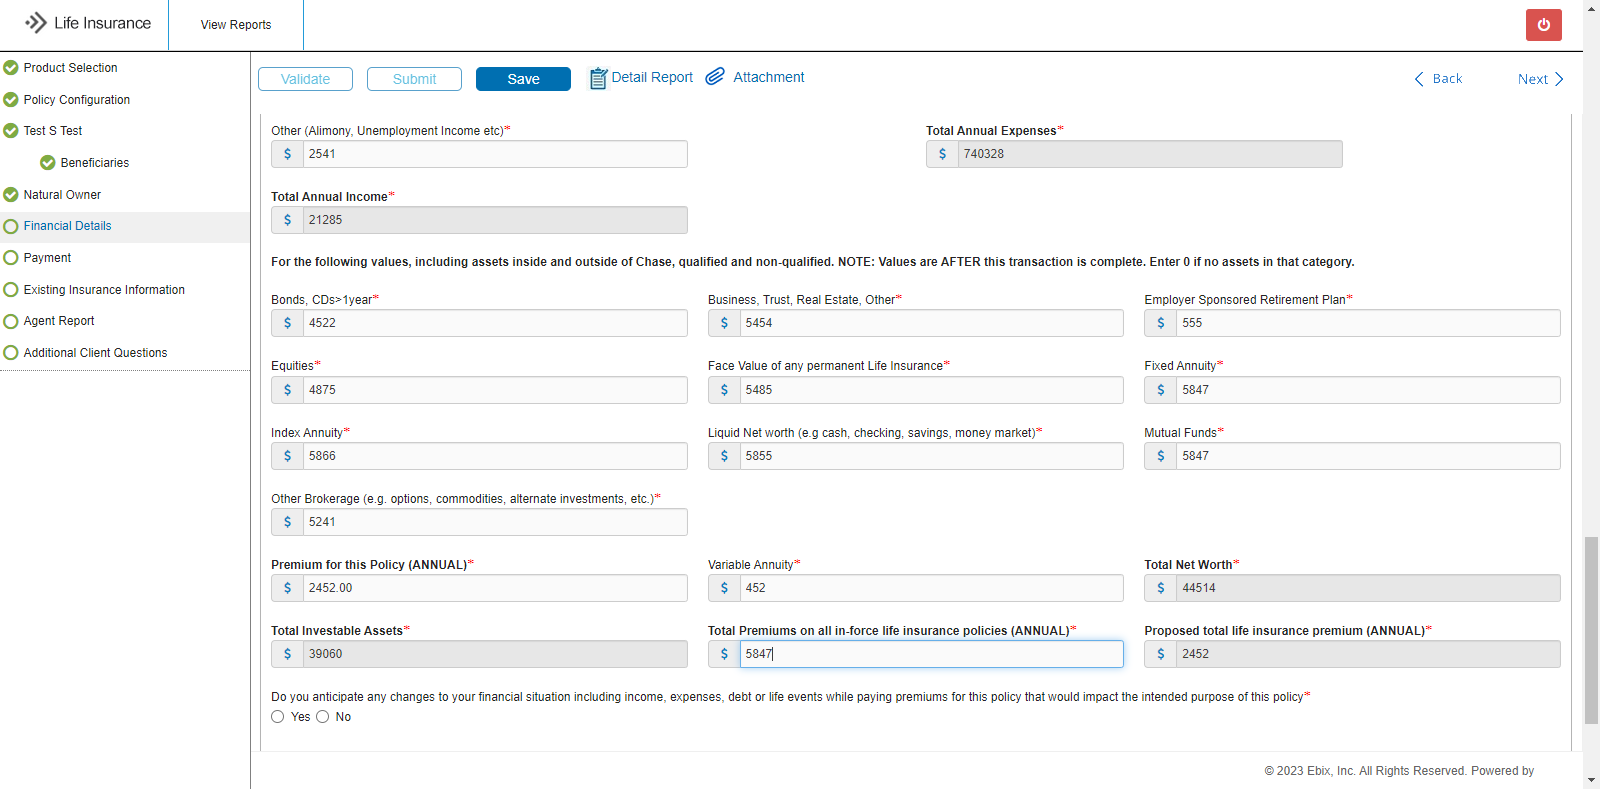 Life Insurance
View Reports
Product Selection
Policy Configuration
Test S Test
Beneficiaries
Natural Owner
Financial Details
Payment
Existing Insurance Information
Agent Report
Additional Client Questions
Validate
Submit
Save
Detail Report
Attachment
Back
Next
Other (Alimony, Unemployment Income etc)*
$ 2541
Total Annual Expenses*
$ 740328
Total Annual Income*
$ 21285
For the following values, including assets inside and outside of Chase, qualified and non-qualified. NOTE: Values are AFTER this transaction is complete. Enter 0 if no assets in that category.
Bonds, CDs>1year*
$ 4522
Business, Trust, Real Estate, Other*
$ 5454
Employer Sponsored Retirement Plan*
$ 555
Equities*
$ 4875
Face Value of any permanent Life Insurance*
$ 5485
Fixed Annuity*
$ 5847
Index Annuity*
$ 5866
Liquid Net worth (e.g cash, checking, savings, money market)*
$ 5855
Mutual Funds*
$ 5847
Other Brokerage (e.g. options, commodities, alternate investments, etc.)*
$ 5241
Premium for this Policy (ANNUAL)*
$ 2452.00
Variable Annuity*
$ 452
Total Net Worth*
$ 44514
Total Investable Assets*
$ 39060
Total Premiums on all in-force life insurance policies (ANNUAL)*
$ 5847
Proposed total life insurance premium (ANNUAL)*
$ 2452
Do you anticipate any changes to your financial situation including income, expenses, debt or life events while paying premiums for this policy that would impact the intended purpose of this policy*
Yes No
© 2023 Ebix, Inc. All Rights Reserved. Powered by